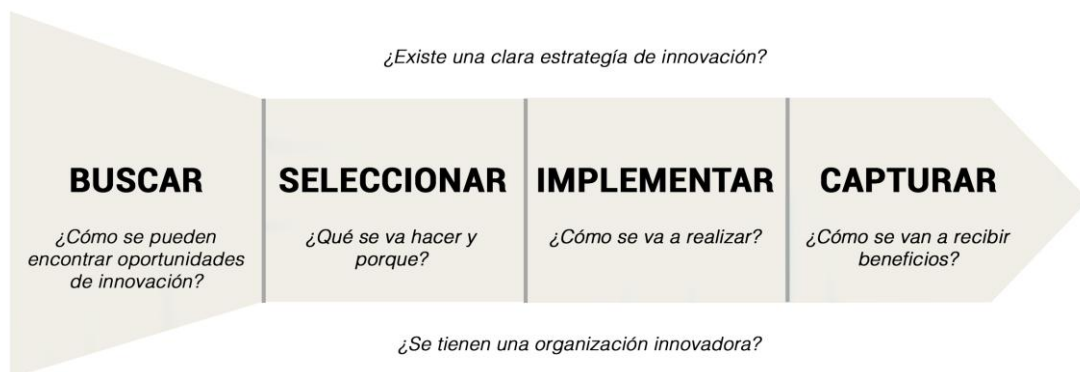 ¿Existe una clara estrategía de innovación?
BUSCAR
¿Cómo se pueden
encontrar oportunidades
de innovación?
SELECCIONAR
¿Qué se va hacer y
porque?
IMPLEMENTAR
¿Cómo se va a realizar?
CAPTURAR
¿Cómo se van a recibir
beneficios?
¿Se tienen una organización innovadora?